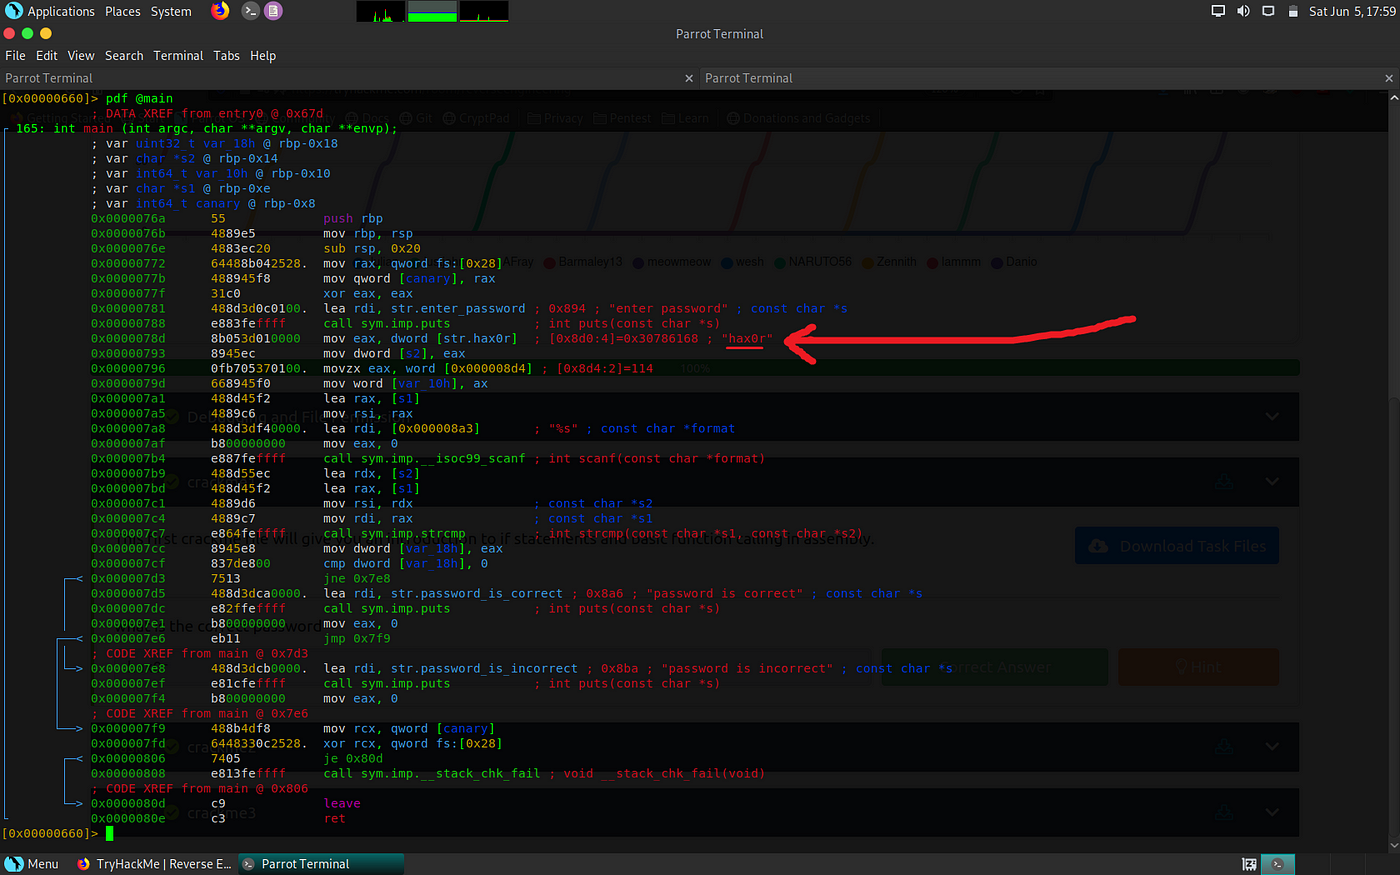 Applications Places System Sat Jun 5, 17:59
Parrot Terminal
File Edit View Search Terminal Tabs Help
Parrot Terminal × Parrot Terminal ×
[0x00000660]> pdf @main
; DATA XREF from entry0 @ 0x67d
165: int main (int argc, char **argv, char **envp);
; var uint32_t var_18h @ rbp-0x18
; var char *s2 @ rbp-0x14
; var int64_t var_10h @ rbp-0x10
; var char *s1 @ rbp-0xe
; var int64_t canary @ rbp-0x8
0x0000076a 55 push rbp
0x0000076b 4889e5 mov rbp, rsp
0x0000076e 4883ec20 sub rsp, 0x20
0x00000772 64488b042528. mov rax, qword fs:[0x28]
0x0000077b 488945f8 mov qword [canary], rax
0x0000077f 31c0 xor eax, eax
0x00000781 488d3d0c0100. lea rdi, str.enter_password ; 0x894 ; "enter password" ; const char *s
0x00000788 e883feffff call sym.imp.puts ; int puts(const char *s)
0x0000078d 8b053d010000 mov eax, dword [str.hax0r] ; [0x8d0:4]=0x30786168 ; "hax0r"
0x00000793 8945ec mov dword [s2], eax
0x00000796 0fb705370100. movzx eax, word [0x000008d4] ; [0x8d4:2]=114
0x0000079d 668945f0 mov word [var_10h], ax
0x000007a1 488d45f2 lea rax, [s1]
0x000007a5 4889c6 mov rsi, rax
0x000007a8 488d3df40000. lea rdi, [0x000008a3] ; "%s" ; const char *format
0x000007af b800000000 mov eax, 0
0x000007b4 e887feffff call sym.imp.__isoc99_scanf ; int scanf(const char *format)
0x000007b9 488d55ec lea rdx, [s2]
0x000007bd 488d45f2 lea rax, [s1]
0x000007c1 4889d6 mov rsi, rdx ; const char *s2
0x000007c4 4889c7 mov rdi, rax ; const char *s1
0x000007c7 e864feffff call sym.imp.strcmp ; int strcmp(const char *s1, const char *s2)
0x000007cc 8945e8 mov dword [var_18h], eax
0x000007cf 837de800 cmp dword [var_18h], 0
0x000007d3 7513 jne 0x7e8
0x000007d5 488d3dca0000. lea rdi, str.password_is_correct ; 0x8a6 ; "password is correct" ; const char *s
0x000007dc e82ffeffff call sym.imp.puts ; int puts(const char *s)
0x000007e1 b800000000 mov eax, 0
0x000007e6 eb11 jmp 0x7f9
; CODE XREF from main @ 0x7d3
0x000007e8 488d3dcb0000. lea rdi, str.password_is_incorrect ; 0x8ba ; "password is incorrect" ; const char *s
0x000007ef e81cfeffff call sym.imp.puts ; int puts(const char *s)
0x000007f4 b800000000 mov eax, 0
; CODE XREF from main @ 0x7e6
0x000007f9 488b4df8 mov rcx, qword [canary]
0x000007fd 6448330c2528. xor rcx, qword fs:[0x28]
0x00000806 7405 je 0x80d
0x00000808 e813feffff call sym.imp.__stack_chk_fail ; void __stack_chk_fail(void)
; CODE XREF from main @ 0x806
0x0000080d c9 leave
0x0000080e c3 ret
[0x00000660]>
Menu TryHackMe | Reverse E... Parrot Terminal